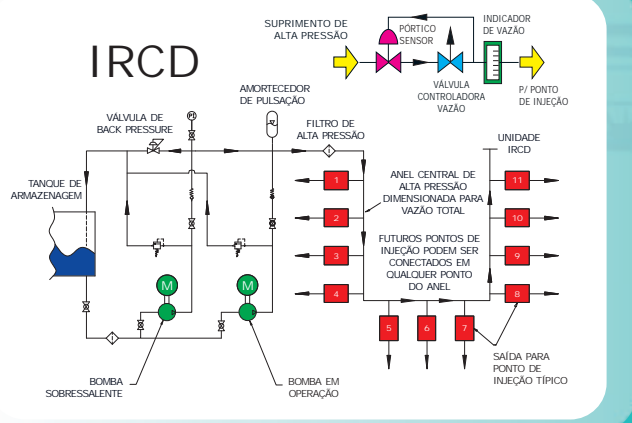 IRCD
SUPRIMENTO DE
ALTA PRESSÃO
PÓRTICO
SENSOR
INDICADOR
DE VAZÃO
VÁLVULA
CONTROLADORA
VAZÃO
P/ PONTO
DE INJEÇÃO
AMORTECEDOR
DE PULSAÇÃO
VÁLVULA DE
BACK PRESSURE
PI
FILTRO DE
ALTA PRESSÃO
UNIDADE
IRCD
TANQUE DE
ARMAZENAGEM
1
2
3
4
ANEL CENTRAL DE
ALTA PRESSÃO
DIMENSIONADA PARA
VAZÃO TOTAL
FUTUROS PONTOS DE
INJEÇÃO PODEM SER
CONECTADOS EM
QUALQUER PONTO
DO ANEL
11
10
9
8
M
M
5
6
7
BOMBA
SOBRESSALENTE
BOMBA EM
OPERAÇÃO
SAÍDA PARA
PONTO DE
INJEÇÃO TÍPICO